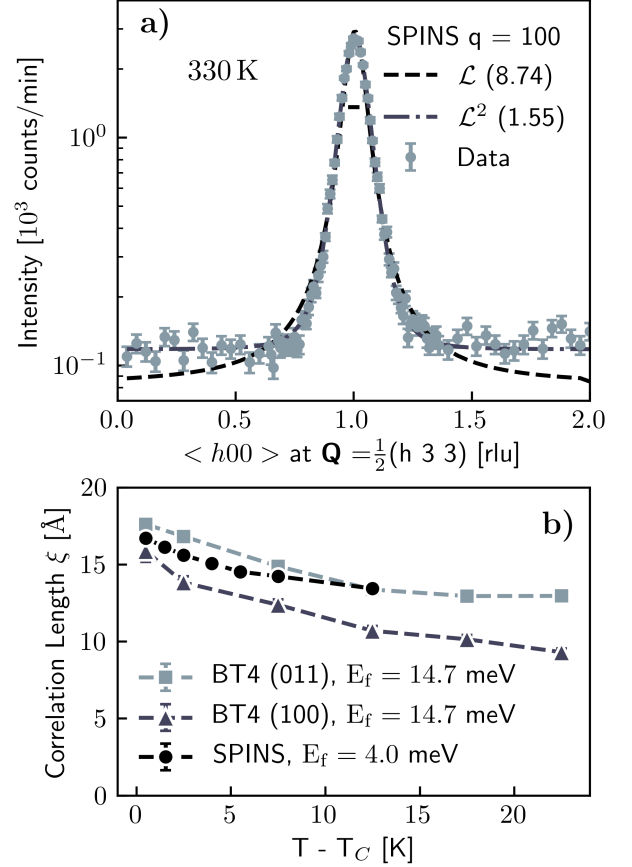 a)
330 K
SPINS q = 100
ℒ (8.74)
ℒ² (1.55)
Data
Intensity [10³ counts/min]
10⁰
10⁻¹
0.0 0.5 1.0 1.5 2.0
< h00 > at Q =½(h 3 3) [rlu]
b)
Correlation Length ξ [Å]
20
15
10
5
0
BT4 (011), E_f = 14.7 meV
BT4 (100), E_f = 14.7 meV
SPINS, E_f = 4.0 meV
0 5 10 15 20
T - T_C [K]